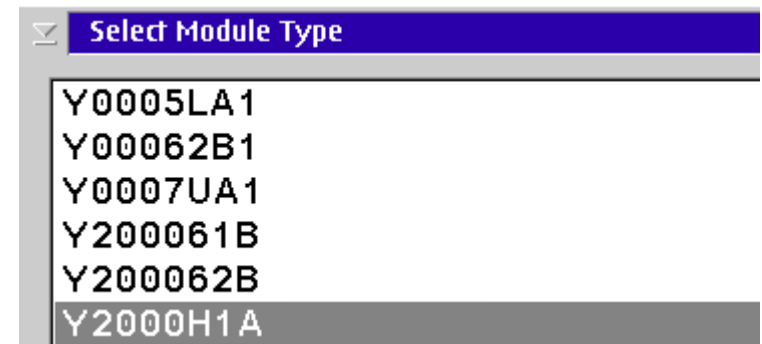 Select Module Type
Y0005LA1
Y00062B1
Y0007UA1
Y200061B
Y200062B
Y2000H1A